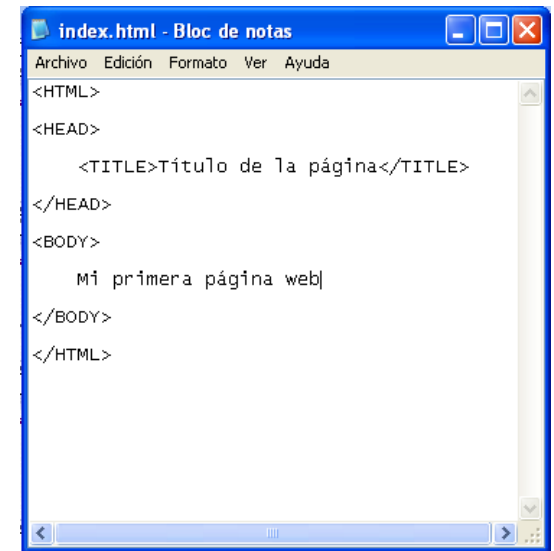 index.html - Bloc de notas
Archivo Edición Formato Ver Ayuda
<HTML>
<HEAD>
<TITLE>Título de la página</TITLE>
</HEAD>
<BODY>
Mi primera página web
</BODY>
</HTML>